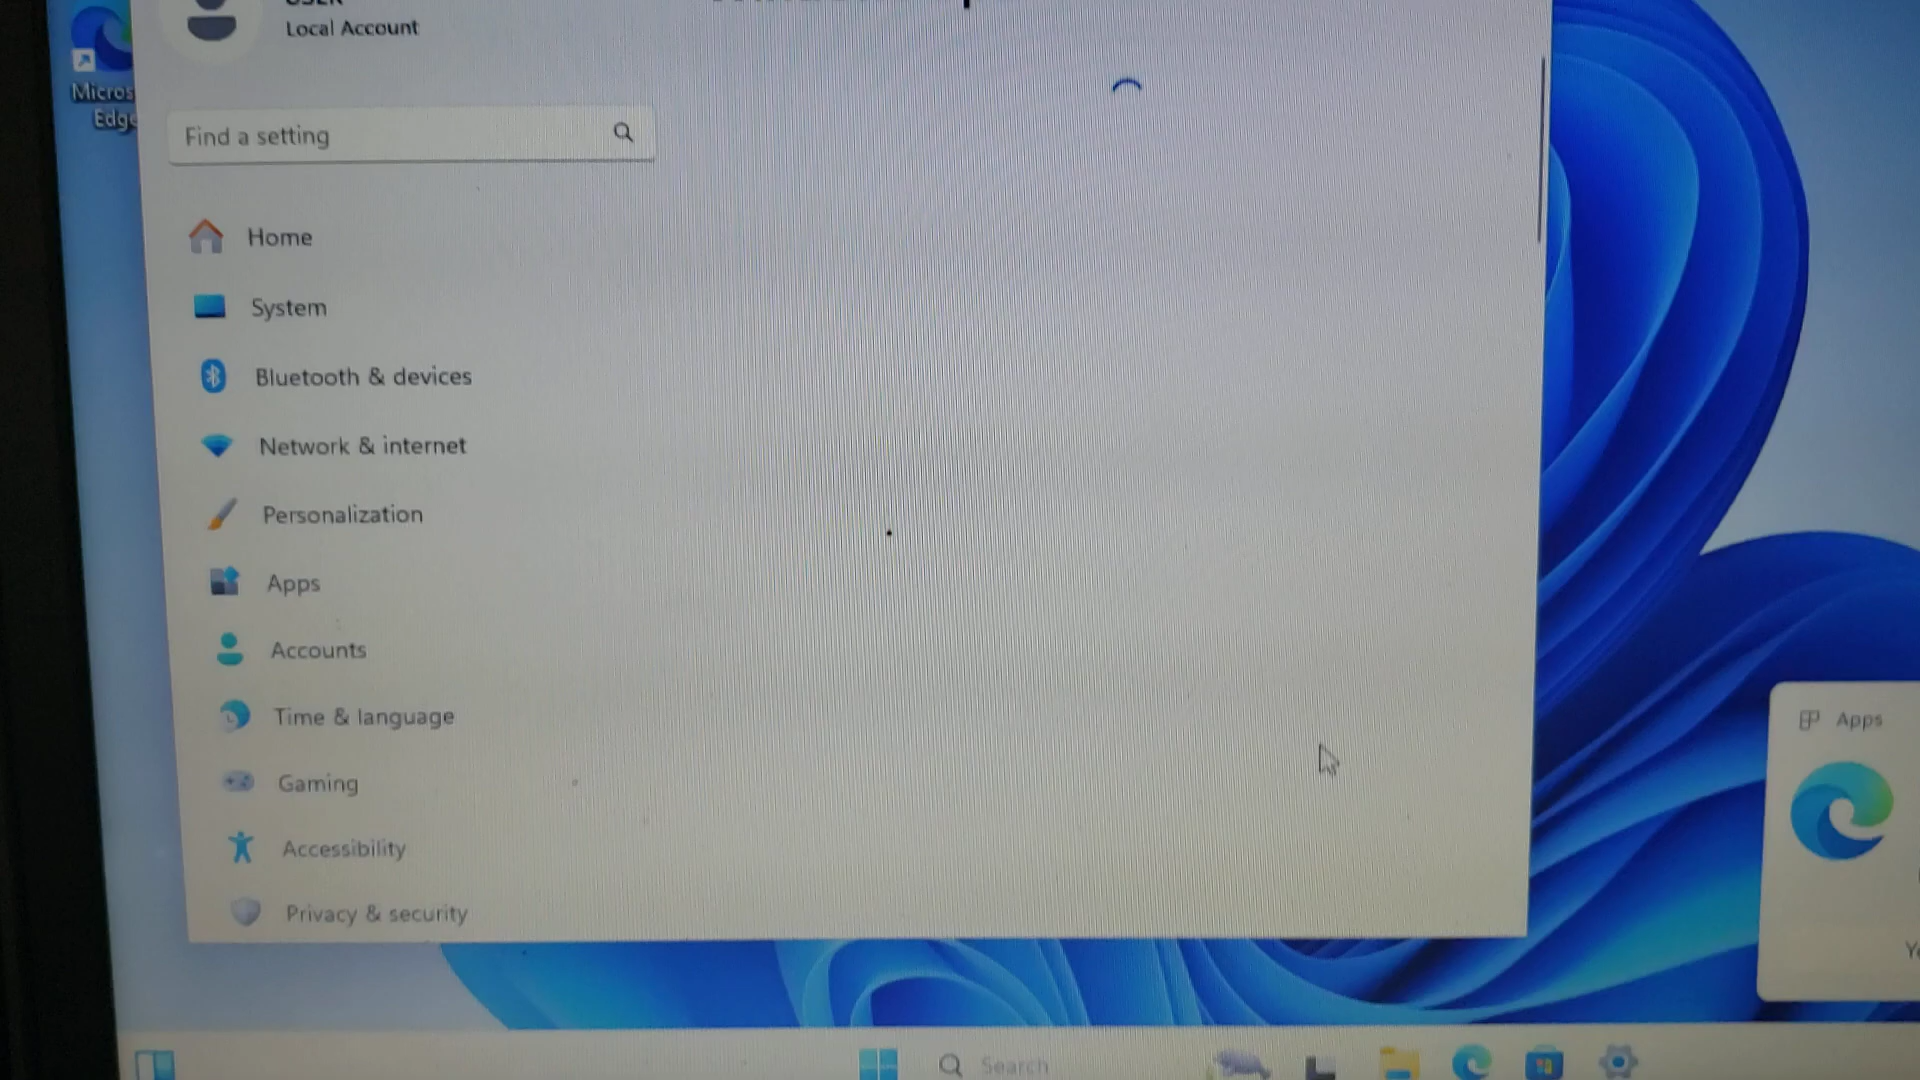 Local Account
Find a setting
Home
System
Bluetooth & devices
Network & internet
Personalization
Apps
Accounts
Time & language
Gaming
Accessibility
Privacy & security
Micros
Edge
Apps
Search